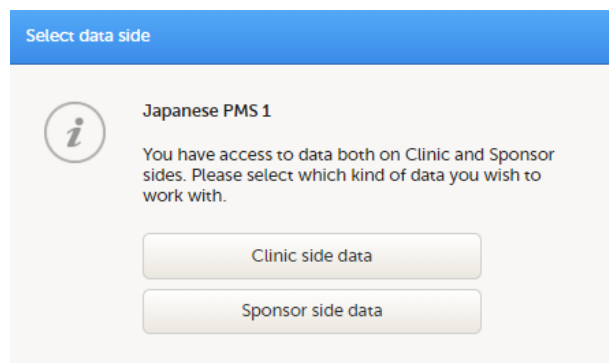 Select data side
Japanese PMS 1
You have access to data both on Clinic and Sponsor
sides. Please select which kind of data you wish to
work with.
Clinic side data
Sponsor side data